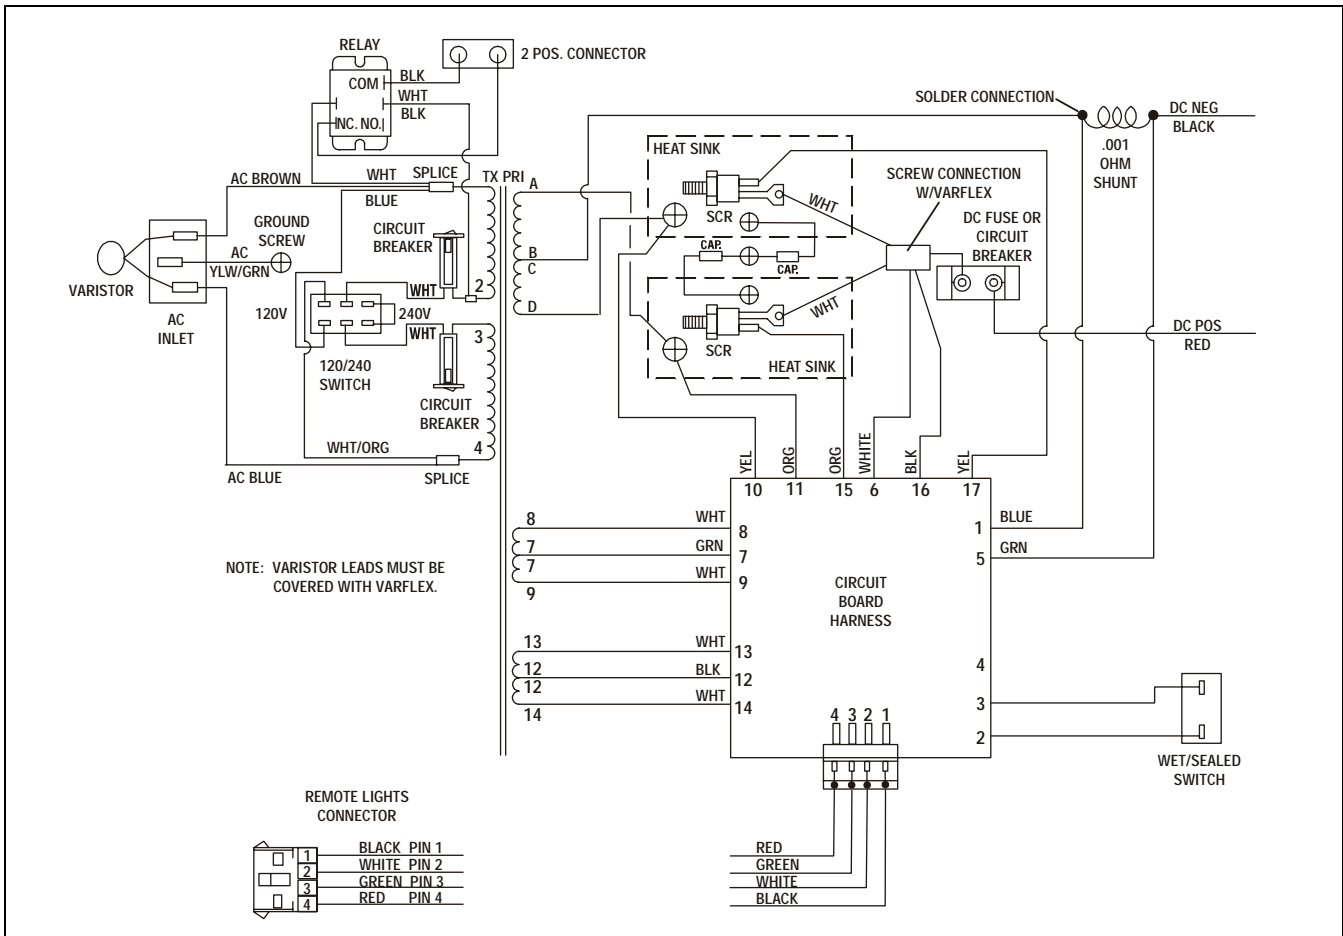 RELAY
2 POS. CONNECTOR
COM
BLK
WHT
BLK
NC. NO.
SOLDER CONNECTION
DC NEG
BLACK
.001
OHM
SHUNT
HEAT SINK
SCREW CONNECTION
W/VARFLEX
DC FUSE OR
CIRCUIT
BREAKER
AC BROWN
WHT
SPLICE
BLUE
TX PRI
A
WHT
SCR
GROUND
SCREW
CIRCUIT
BREAKER
AC
YLW/GRN
VARISTOR
AC
INLET
B
C
CAP.
CAP.
WHT
2
120V
240V
WHT
D
WHT
3
SCR
HEAT SINK
DC POS
RED
120/240
SWITCH
CIRCUIT
BREAKER
WHT/ORG
4
AC BLUE
SPLICE
YEL
ORG
ORG
WHITE
BLK
YEL
10
11
15
6
16
17
8
WHT
8
1
BLUE
7
GRN
7
5
GRN
7
WHT
9
9
NOTE: VARISTOR LEADS MUST BE
COVERED WITH VARFLEX.
CIRCUIT
BOARD
HARNESS
13
WHT
13
12
BLK
12
12
WHT
14
14
4
3
2
4 3 2 1
WET/SEALED
SWITCH
REMOTE LIGHTS
CONNECTOR
1 BLACK PIN 1
2 WHITE PIN 2
3 GREEN PIN 3
4 RED PIN 4
RED
GREEN
WHITE
BLACK